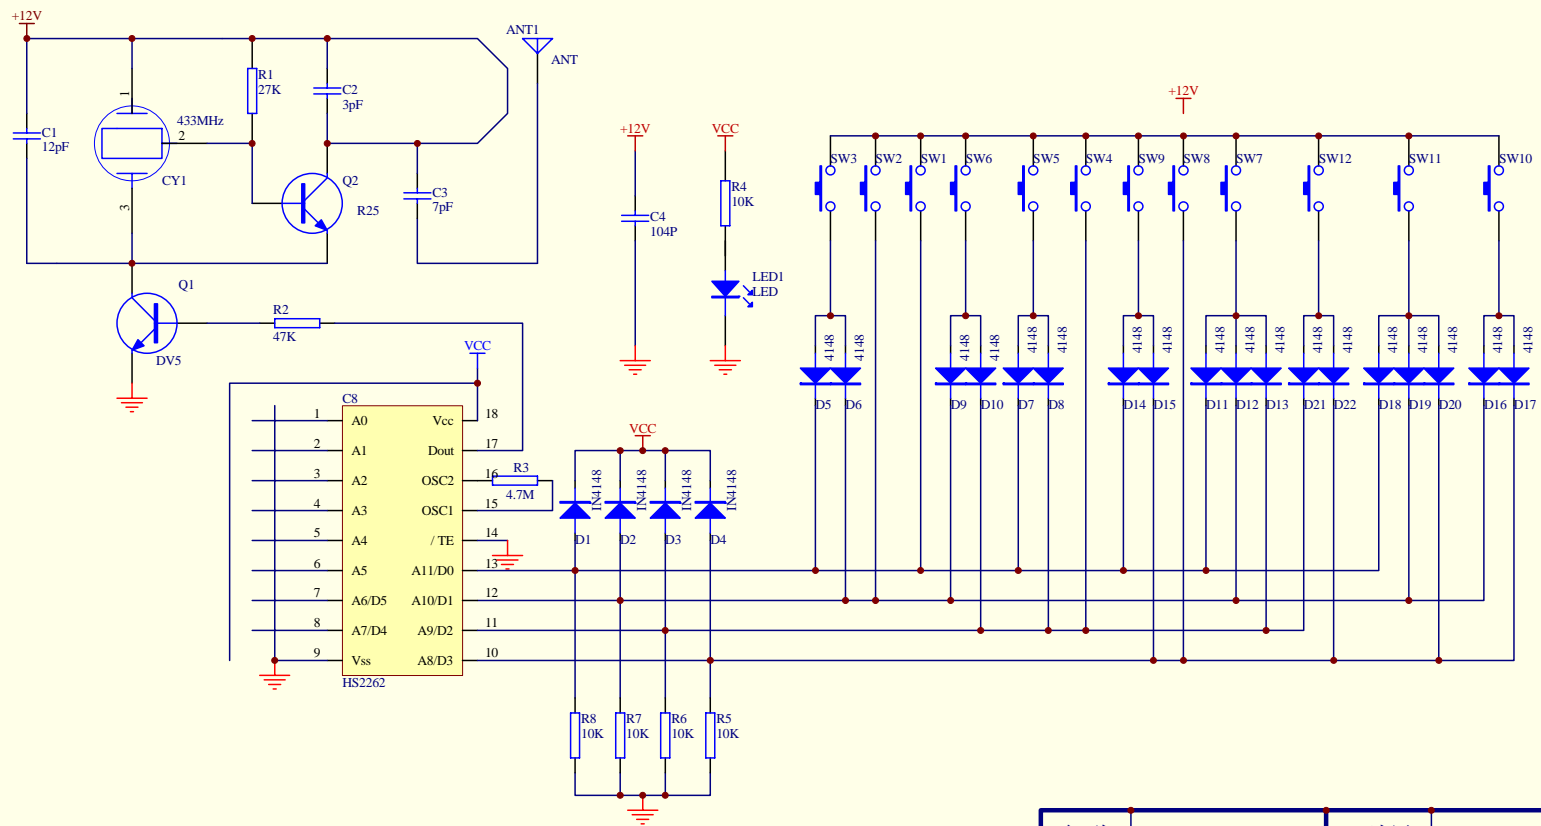 +12V
ANT1
ANT
R1
27K
C2
3pF
1
433MHz
2
C1
12pF
CY1
3
Q2
R25
C3
7pF
+12V
C4
104P
VCC
R4
10K
LED1
LED
+12V
SW3 SW2 SW1 SW6 SW5 SW4 SW9 SW8 SW7 SW12 SW11 SW10
4148 4148 4148 4148 4148 4148 4148 4148 4148 4148 4148 4148 4148 4148 4148 4148 4148 4148
D5 D6 D9 D10 D7 D8 D14 D15 D11 D12 D13 D21 D22 D18 D19 D20 D16 D17
Q1
DV5
R2
47K
VCC
C8
1 A0 Vcc 18
2 A1 Dout 17
3 A2 OSC2 16
4 A3 OSC1 15
5 A4 / TE 14
6 A5 A11/D0 13
7 A6/D5 A10/D1 12
8 A7/D4 A9/D2 11
9 Vss A8/D3 10
HS2262
R3
4.7M
VCC
IN4148 IN4148 IN4148 IN4148
D1 D2 D3 D4
R8 R7 R6 R5
10K 10K 10K 10K